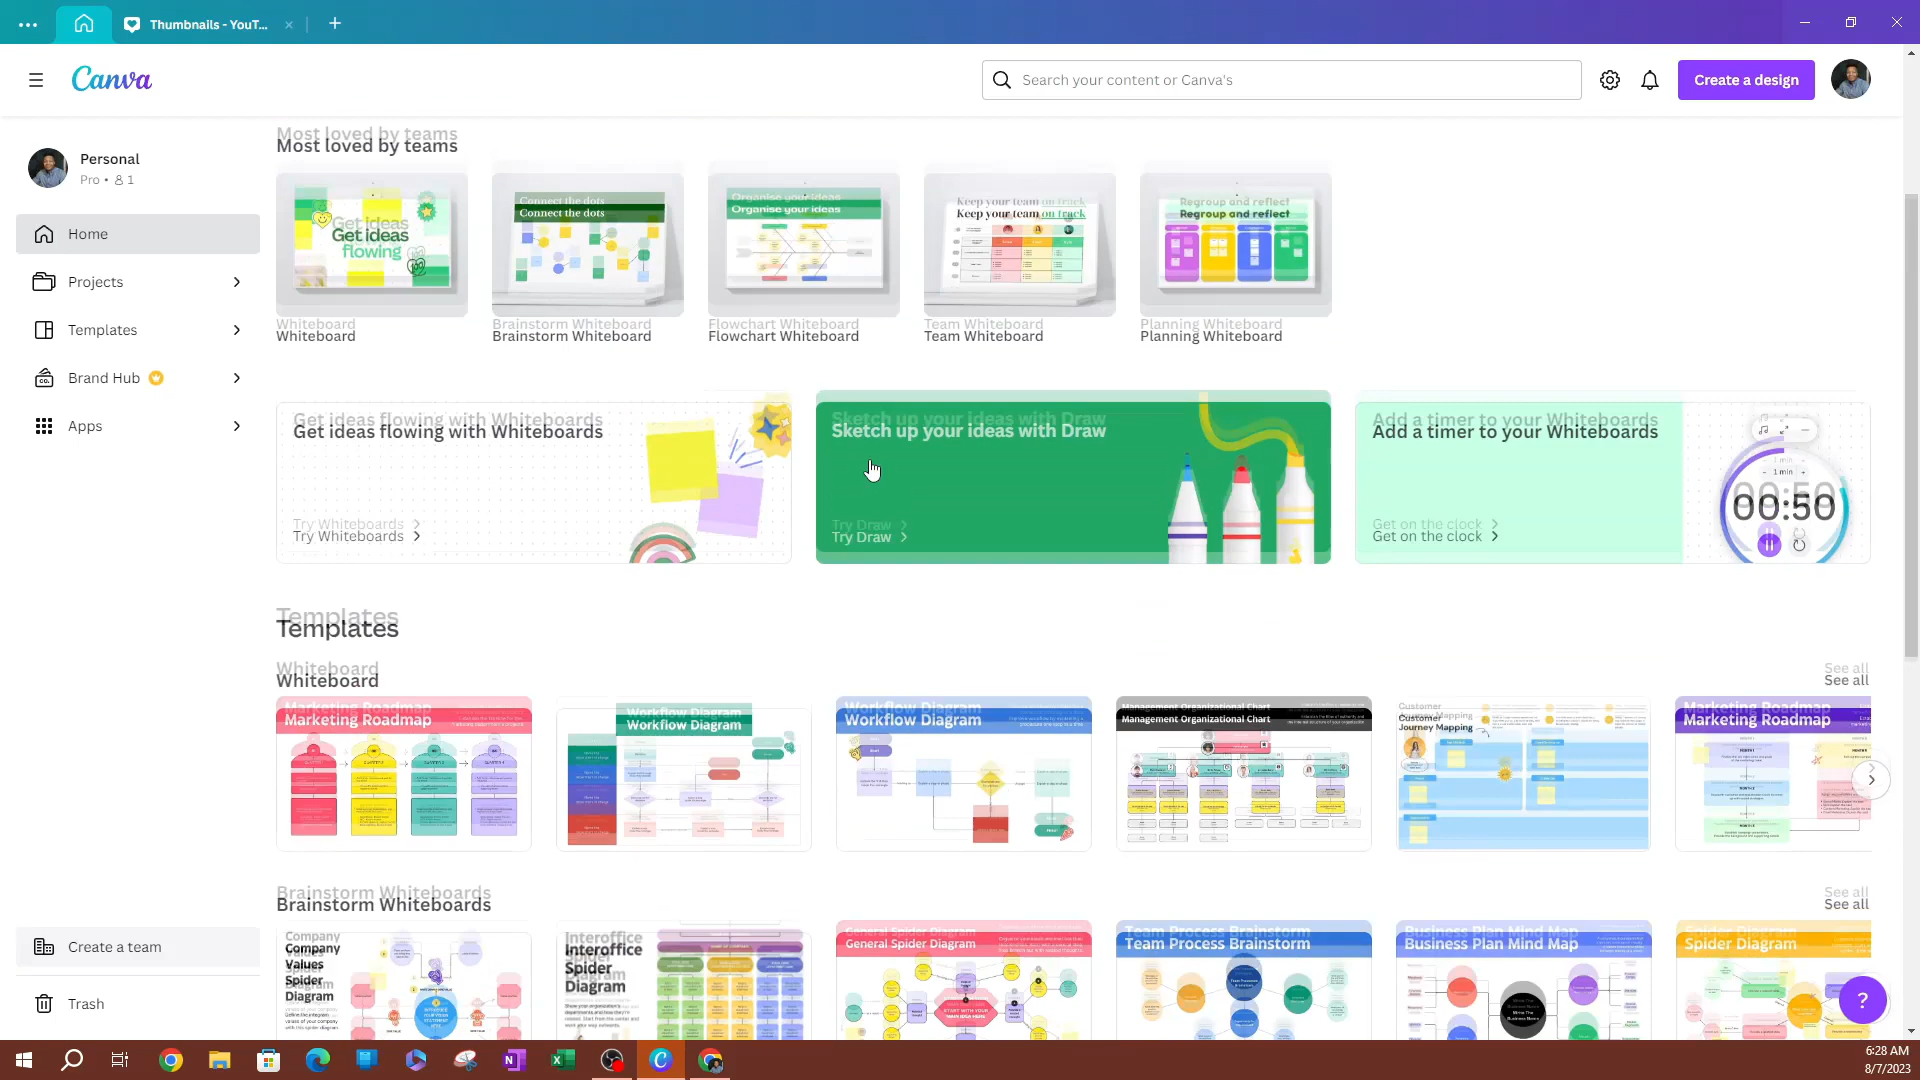 Thumbnails - YouT...
Canva
Search your content or Canva's
Create a design
Personal
Pro • 1
Home
Projects
Templates
Brand Hub
Apps
Create a team
Trash
Most loved by teams
Get ideas
flowing
Connect the dots
Organise your ideas
Keep your team on track
Regroup and reflect
Whiteboard
Brainstorm Whiteboard
Flowchart Whiteboard
Team Whiteboard
Planning Whiteboard
Get ideas flowing with Whiteboards
Try Whiteboards
Sketch up your ideas with Draw
Try Draw
Add a timer to your Whiteboards
Get on the clock
1 min
00:50
Templates
Whiteboard
See all
Marketing Roadmap
Workflow Diagram
Workflow Diagram
Management Organizational Chart
Customer
Journey Mapping
Marketing Roadmap
Brainstorm Whiteboards
See all
Company
Values
Spider
Diagram
Interoffice
Spider
Diagram
General Spider Diagram
Team Process Brainstorm
Business Plan Mind Map
Spider Diagram
?
6:28 AM
8/7/2023